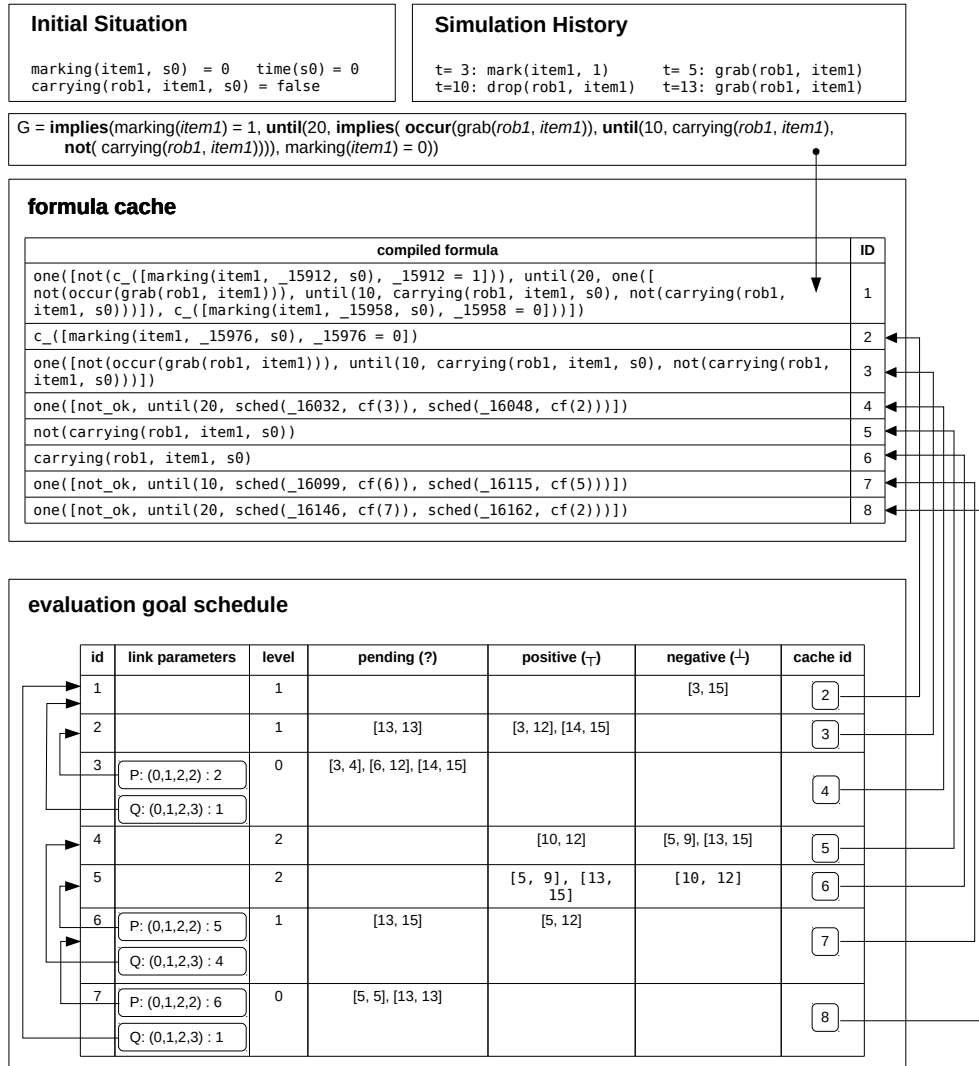 Initial Situation
marking(item1, s0) = 0 time(s0) = 0
carrying(rob1, item1, s0) = false
Simulation History
t= 3: mark(item1, 1) t= 5: grab(rob1, item1)
t=10: drop(rob1, item1) t=13: grab(rob1, item1)
G = implies(marking(item1) = 1, until(20, implies( occur(grab(rob1, item1)), until(10, carrying(rob1, item1),
not( carrying(rob1, item1)))), marking(item1) = 0))
formula cache
compiled formula ID
one([not(c_([marking(item1, _15912, s0), _15912 = 1])), until(20, one([
not(occur(grab(rob1, item1))), until(10, carrying(rob1, item1, s0), not(carrying(rob1,
item1, s0)))]), c_([marking(item1, _15958, s0), _15958 = 0]))])
1
c_([marking(item1, _15976, s0), _15976 = 0]) 2
one([not(occur(grab(rob1, item1))), until(10, carrying(rob1, item1, s0), not(carrying(rob1,
item1, s0)))])
3
one([not_ok, until(20, sched(_16032, cf(3)), sched(_16048, cf(2)))]) 4
not(carrying(rob1, item1, s0)) 5
carrying(rob1, item1, s0) 6
one([not_ok, until(10, sched(_16099, cf(6)), sched(_16115, cf(5)))]) 7
one([not_ok, until(20, sched(_16146, cf(7)), sched(_16162, cf(2)))]) 8
evaluation goal schedule
id link parameters level pending (?) positive (┬) negative (┴) cache id
1 1 [3, 15] 2
2 1 [13, 13] [3, 12], [14, 15] 3
3 P: (0,1,2,2) : 2 0 [3, 4], [6, 12], [14, 15] 4
Q: (0,1,2,3) : 1
4 2 [10, 12] [5, 9], [13, 15] 5
5 2 [5, 9], [13, [10, 12] 6
15]
6 P: (0,1,2,2) : 5 1 [13, 15] [5, 12] 7
Q: (0,1,2,3) : 4
7 P: (0,1,2,2) : 6 0 [5, 5], [13, 13] 8
Q: (0,1,2,3) : 1